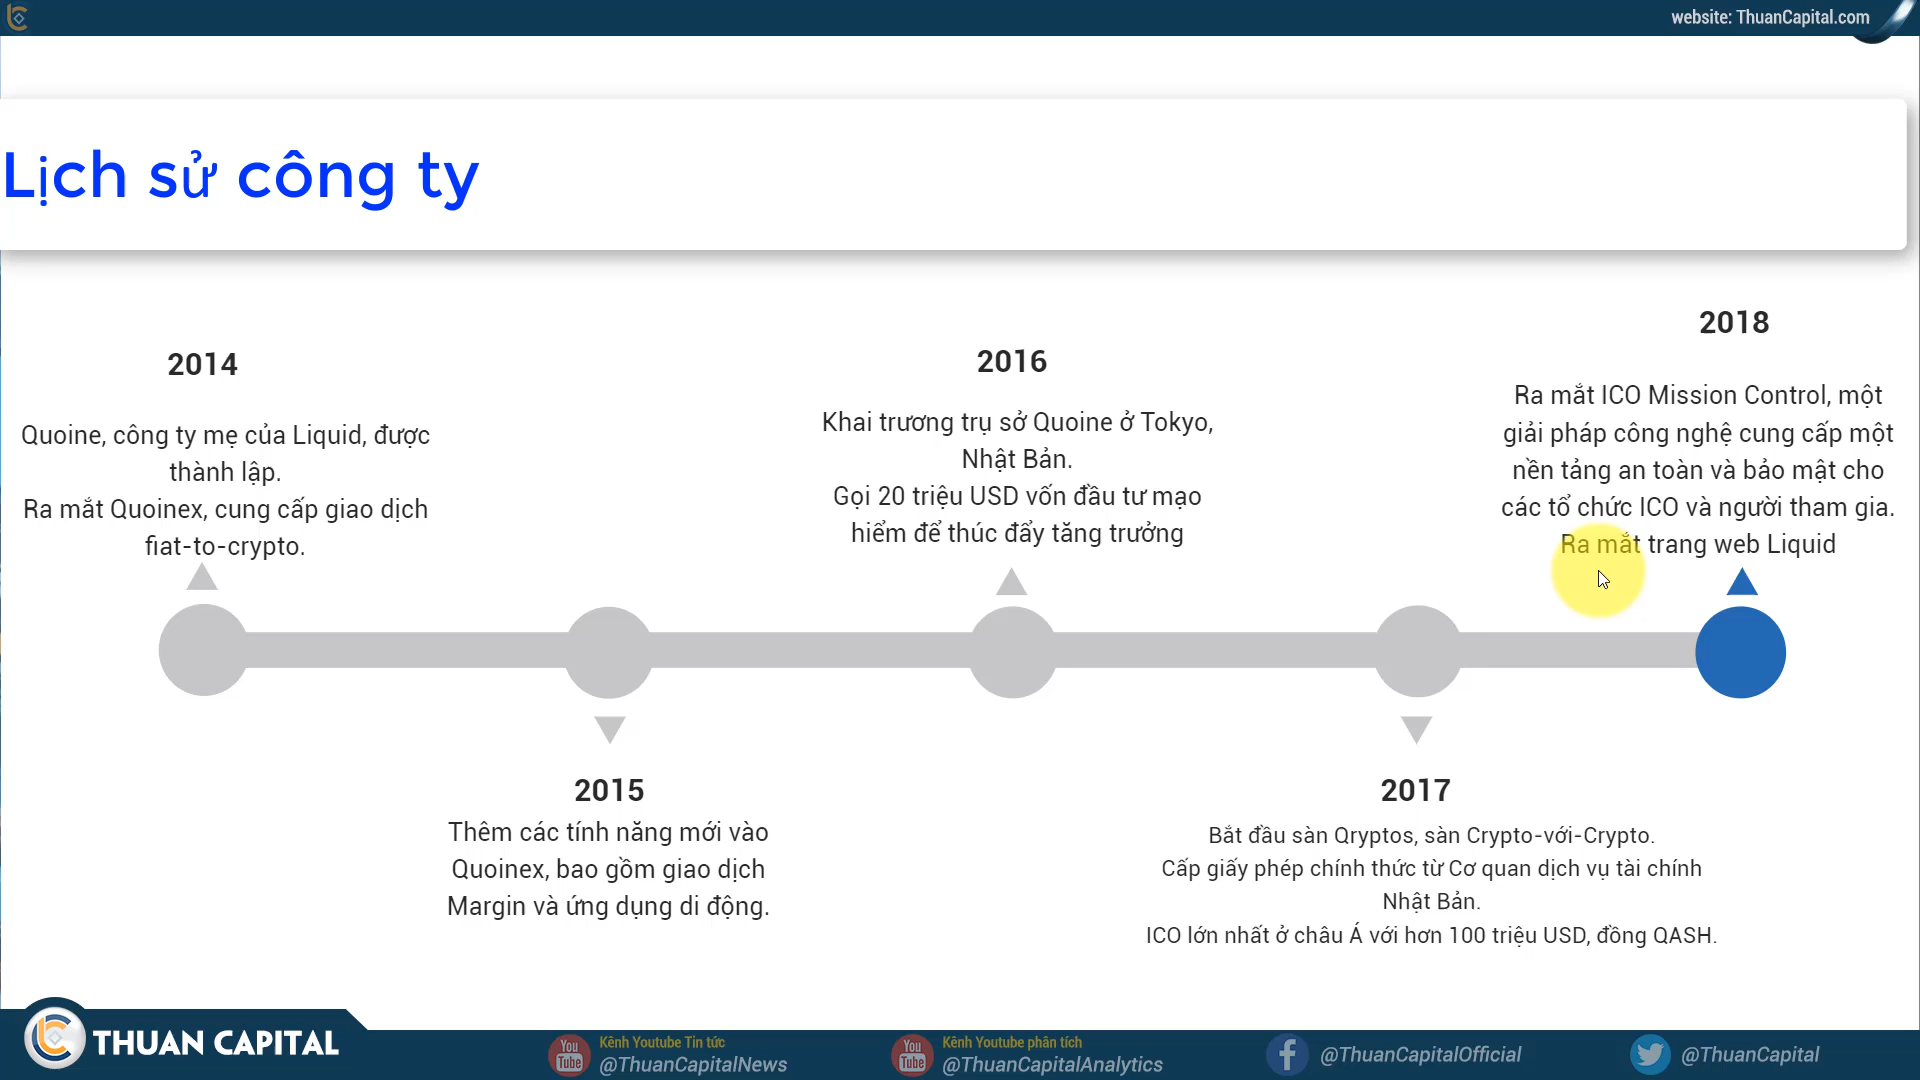 website: ThuanCapital.com
Lịch sử công ty
2014
Quoine, công ty mẹ của Liquid, được
thành lập.
Ra mắt Quoinex, cung cấp giao dịch
fiat-to-crypto.
2015
Thêm các tính năng mới vào
Quoinex, bao gồm giao dịch
Margin và ứng dụng di động.
2016
Khai trương trụ sở Quoine ở Tokyo,
Nhật Bản.
Gọi 20 triệu USD vốn đầu tư mạo
hiểm để thúc đẩy tăng trưởng
2017
Bắt đầu sàn Qryptos, sàn Crypto-với-Crypto.
Cấp giấy phép chính thức từ Cơ quan dịch vụ tài chính
Nhật Bản.
ICO lớn nhất ở châu Á với hơn 100 triệu USD, đồng QASH.
2018
Ra mắt ICO Mission Control, một
giải pháp công nghệ cung cấp một
nền tảng an toàn và bảo mật cho
các tổ chức ICO và người tham gia.
Ra mắt trang web Liquid
THUAN CAPITAL
You
Tube
Kênh Youtube Tin tức
@ThuanCapitalNews
You
Tube
Kênh Youtube phân tích
@ThuanCapitalAnalytics
@ThuanCapitalOfficial
@ThuanCapital